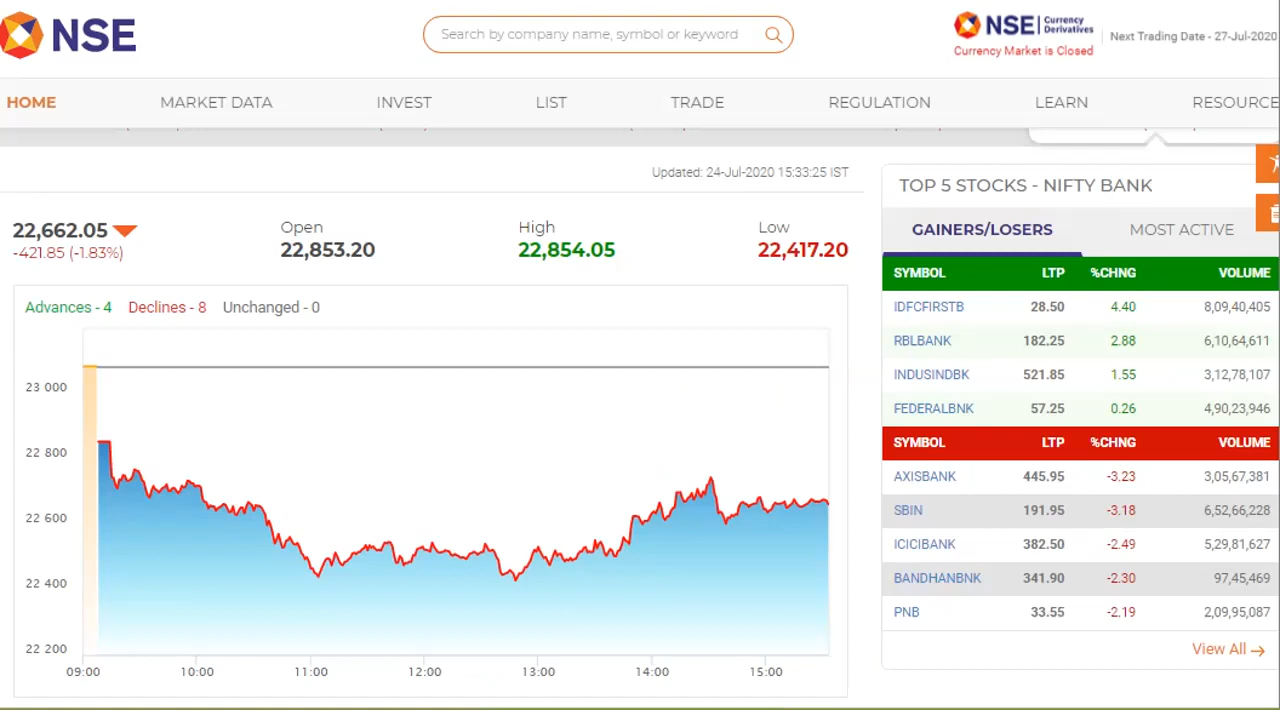 NSE
Search by company name, symbol or keyword
NSE Currency Derivatives
Currency Market is Closed
Next Trading Date - 27-Jul-2020
HOME MARKET DATA INVEST LIST TRADE REGULATION LEARN RESOURCE
Updated: 24-Jul-2020 15:33:25 IST
22,662.05
-421.85 (-1.83%)
Open
22,853.20
High
22,854.05
Low
22,417.20
Advances - 4 Declines - 8 Unchanged - 0
23 000
22 800
22 600
22 400
22 200
09:00 10:00 11:00 12:00 13:00 14:00 15:00
TOP 5 STOCKS - NIFTY BANK
GAINERS/LOSERS MOST ACTIVE
SYMBOL LTP %CHNG VOLUME
IDFCFIRSTB 28.50 4.40 8,09,40,405
RBLBANK 182.25 2.88 6,10,64,611
INDUSINDBK 521.85 1.55 3,12,78,107
FEDERALBNK 57.25 0.26 4,90,23,946
SYMBOL LTP %CHNG VOLUME
AXISBANK 445.95 -3.23 3,05,67,381
SBIN 191.95 -3.18 6,52,66,228
ICICIBANK 382.50 -2.49 5,29,81,627
BANDHANBNK 341.90 -2.30 97,45,469
PNB 33.55 -2.19 2,09,95,087
View All